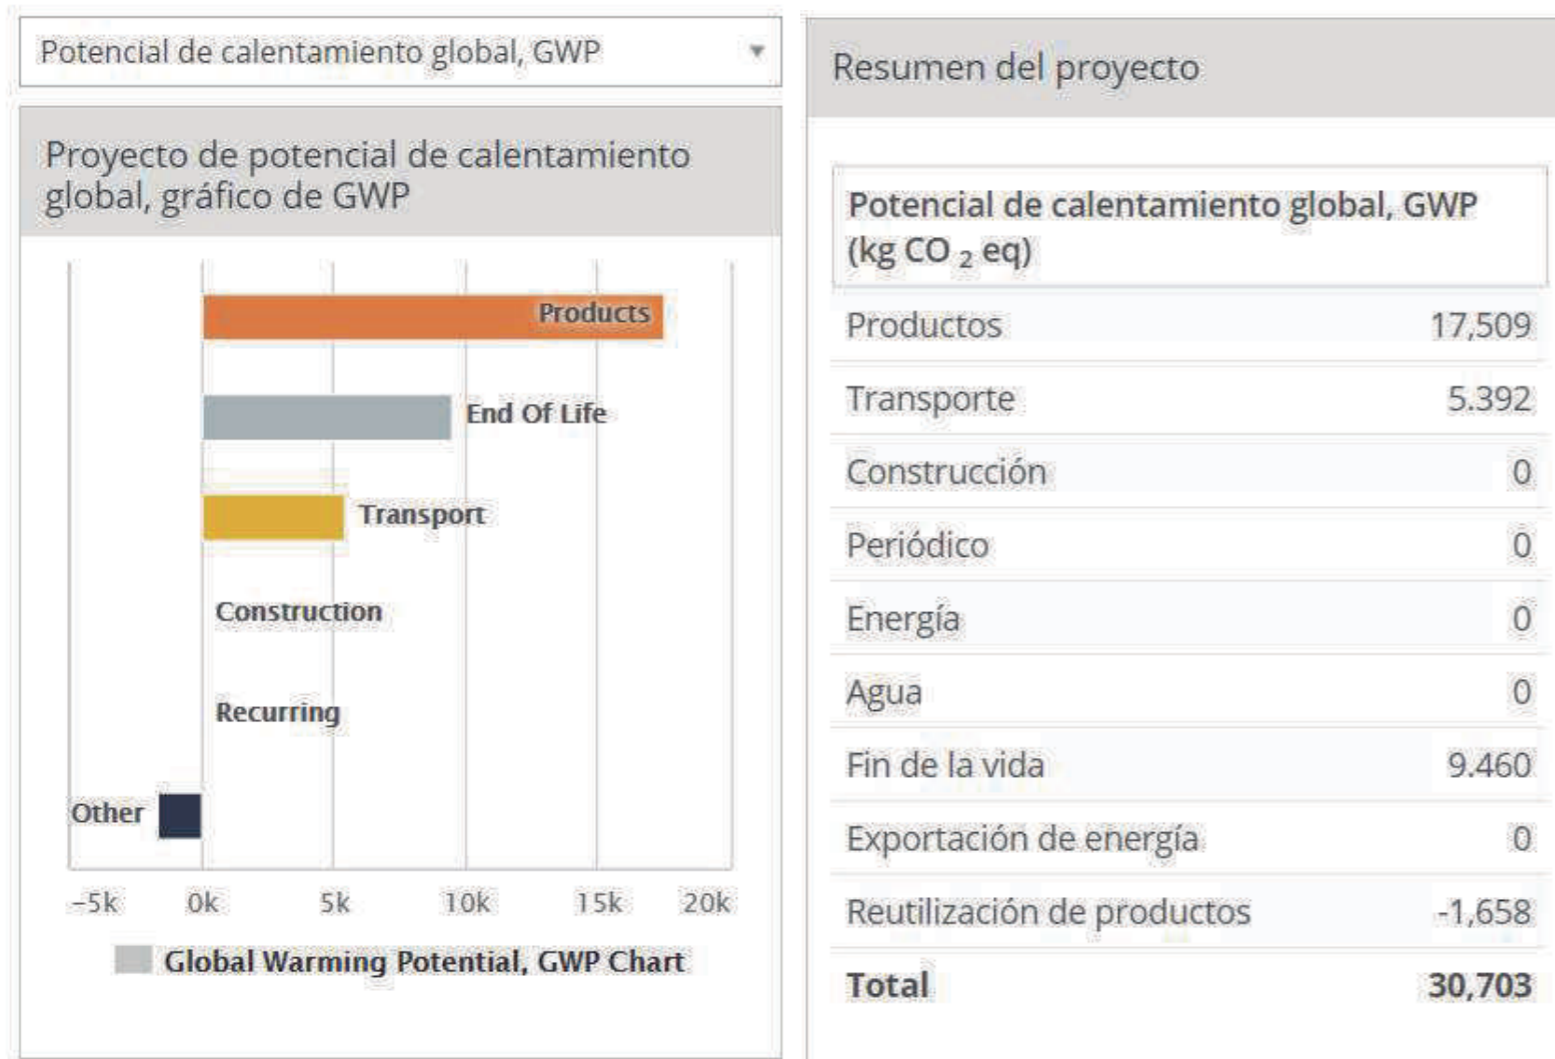 Potencial de calentamiento global, GWP
Proyecto de potencial de calentamiento
global, gráfico de GWP
Products
End Of Life
Transport
Construction
Recurring
Other
−5k 0k 5k 10k 15k 20k
Global Warming Potential, GWP Chart
Resumen del proyecto
Potencial de calentamiento global, GWP
(kg CO 2 eq)
Productos 17,509
Transporte 5.392
Construcción 0
Periódico 0
Energía 0
Agua 0
Fin de la vida 9.460
Exportación de energía 0
Reutilización de productos -1,658
Total 30,703